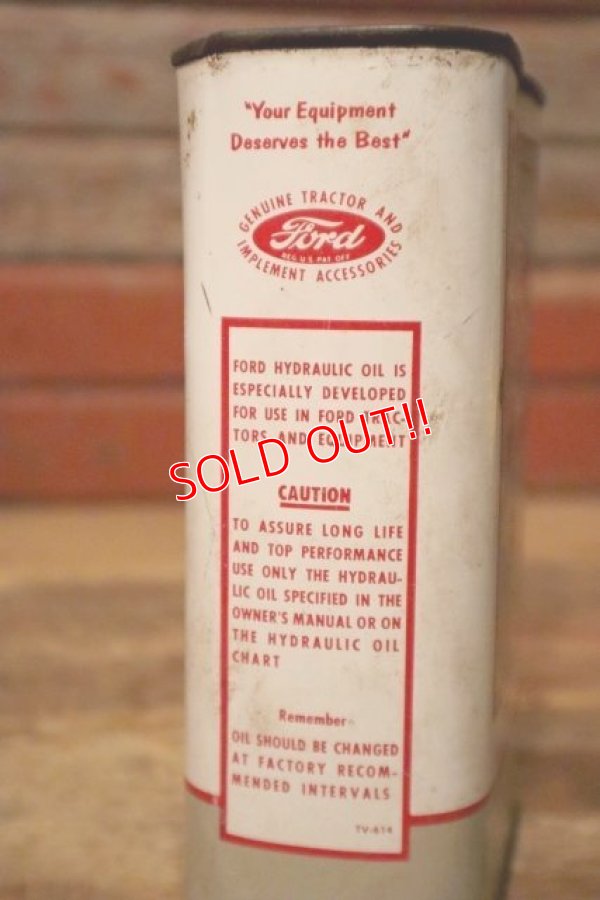 "Your Equipment
Deserves the Best"
GENUINE TRACTOR AND
Ford
REG. U.S. PAT. OFF.
IMPLEMENT ACCESSORIES
FORD HYDRAULIC OIL IS
ESPECIALLY DEVELOPED
FOR USE IN FORD TRAC-
TORS AND EQUIPMENT
SOLD OUT!!
CAUTION
TO ASSURE LONG LIFE
AND TOP PERFORMANCE
USE ONLY THE HYDRAU-
LIC OIL SPECIFIED IN THE
OWNER'S MANUAL OR ON
THE HYDRAULIC OIL
CHART
Remember
OIL SHOULD BE CHANGED
AT FACTORY RECOM-
MENDED INTERVALS
TV-614